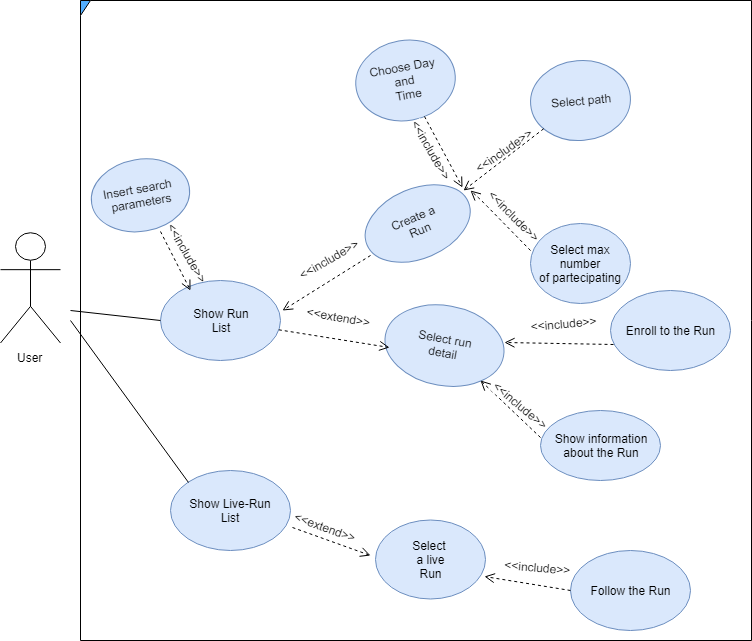 Choose Day
and
Time
Select path
<<include>>
<<include>>
Insert search
parameters
<<include>>
Create a
Run
<<include>>
<<include>>
Select max
number
of partecipating
User
Show Run
List
<<extend>>
Select run
detail
<<include>>
Enroll to the Run
<<include>>
Show information
about the Run
Show Live-Run
List
<<extend>>
Select
a live
Run
<<include>>
Follow the Run